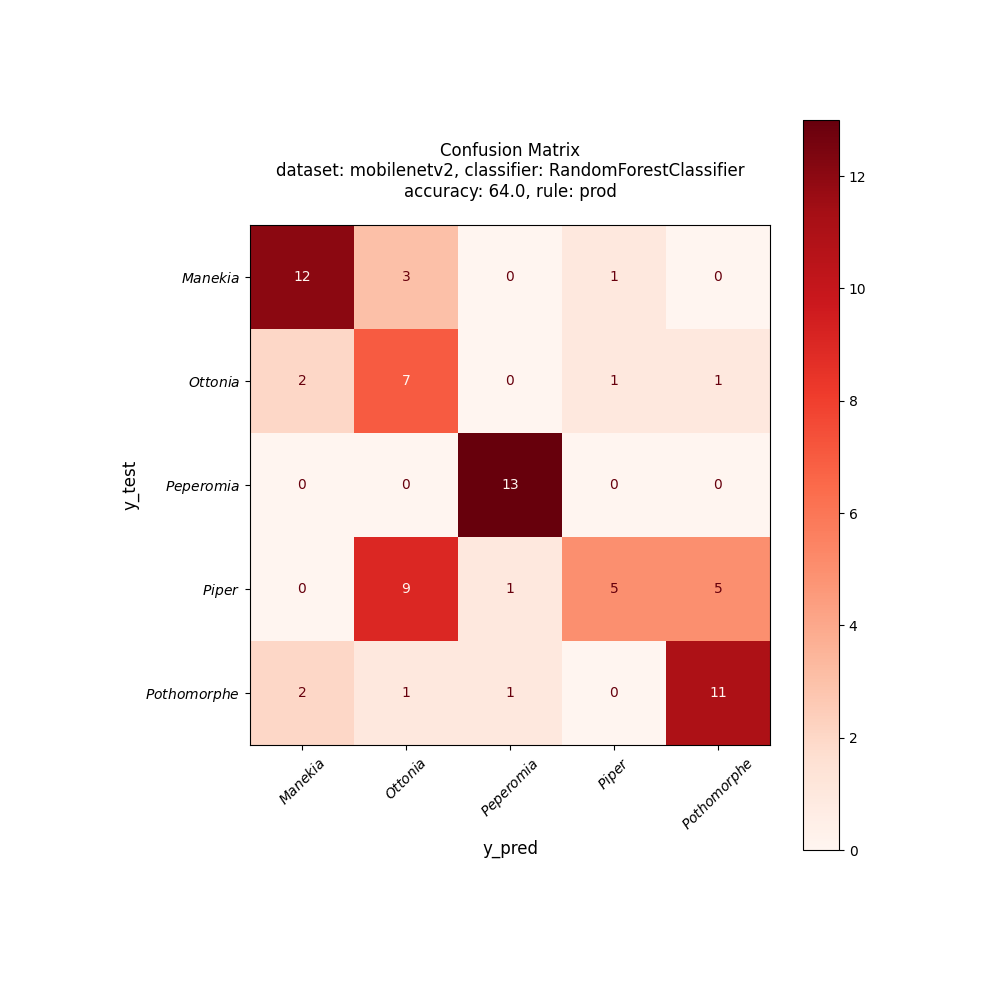 Confusion Matrix
dataset: mobilenetv2, classifier: RandomForestClassifier
accuracy: 64.0, rule: prod
y_test
Manekia 12 3 0 1 0
Ottonia 2 7 0 1 1
Peperomia 0 0 13 0 0
Piper 0 9 1 5 5
Pothomorphe 2 1 1 0 11
Manekia Ottonia Peperomia Piper Pothomorphe
y_pred
12
10
8
6
4
2
0